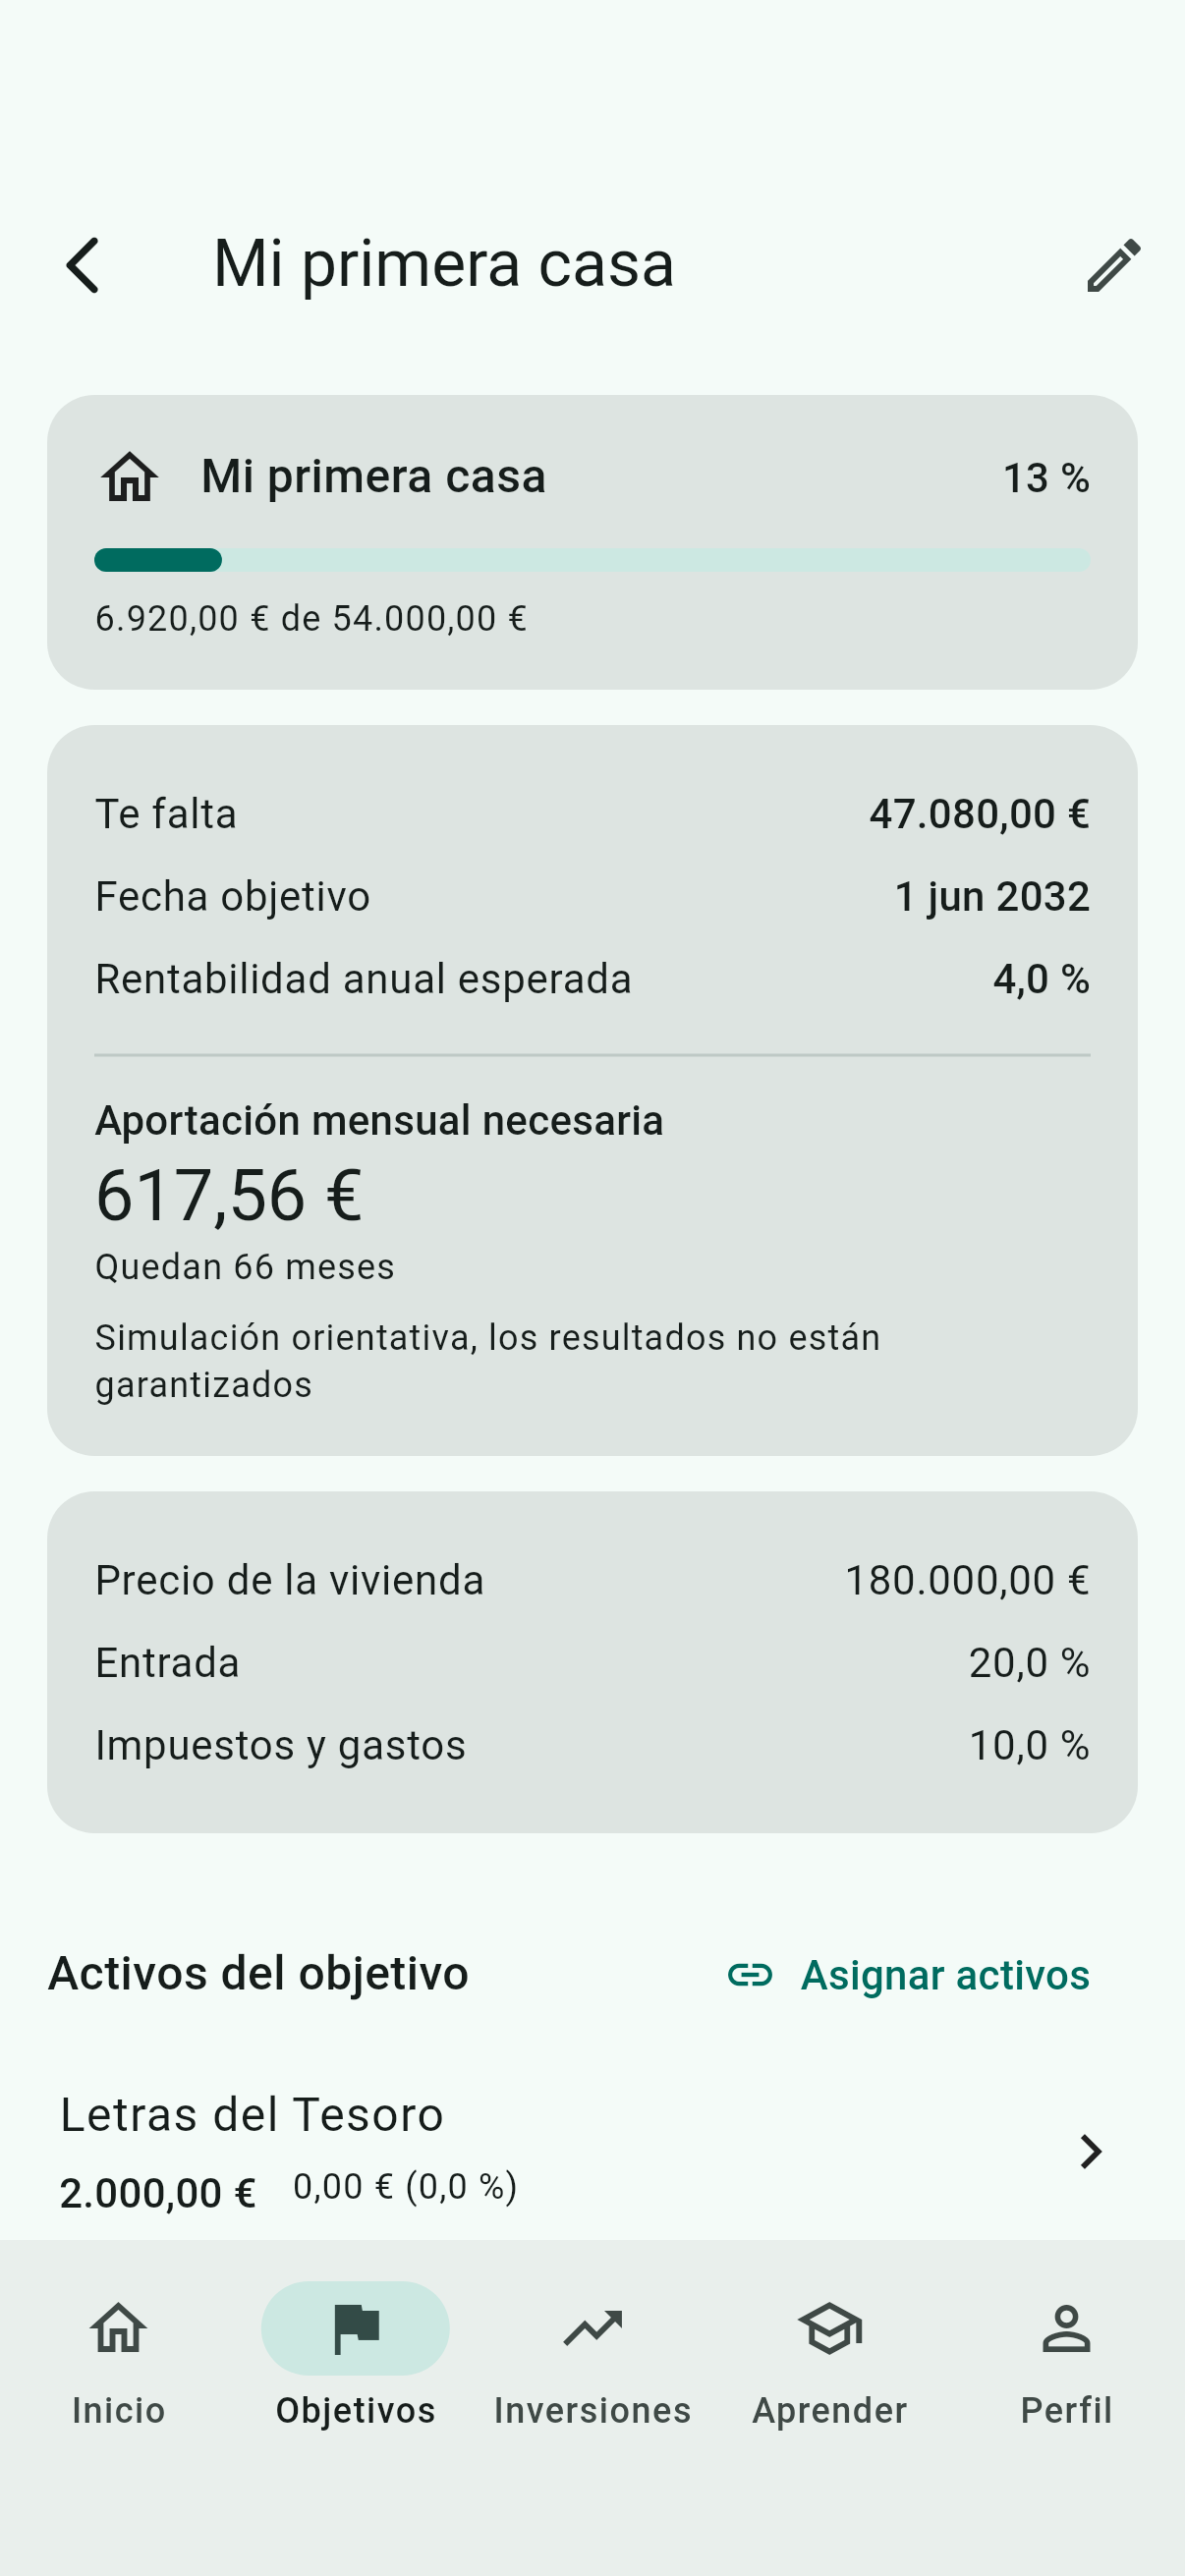 Mi primera casa
Mi primera casa 13 %
6.920,00 € de 54.000,00 €
Te falta 47.080,00 €
Fecha objetivo 1 jun 2032
Rentabilidad anual esperada 4,0 %
Aportación mensual necesaria
617,56 €
Quedan 66 meses
Simulación orientativa, los resultados no están
garantizados
Precio de la vivienda 180.000,00 €
Entrada 20,0 %
Impuestos y gastos 10,0 %
Activos del objetivo Asignar activos
Letras del Tesoro
2.000,00 € 0,00 € (0,0 %)
Inicio Objetivos Inversiones Aprender Perfil